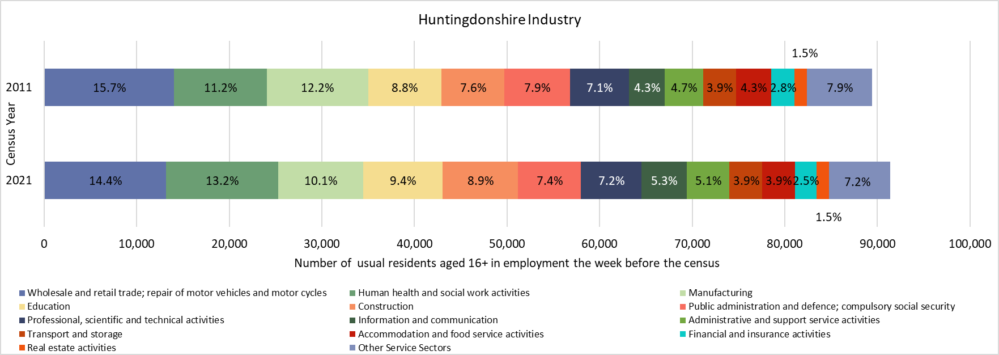 Huntingdonshire Industry
1.5%
2011
15.7% 11.2% 12.2% 8.8% 7.6% 7.9% 7.1% 4.3% 4.7% 3.9% 4.3% 2.8% 7.9%
Census Year
2021
14.4% 13.2% 10.1% 9.4% 8.9% 7.4% 7.2% 5.3% 5.1% 3.9% 3.9% 2.5% 7.2%
1.5%
0 10,000 20,000 30,000 40,000 50,000 60,000 70,000 80,000 90,000 100,000
Number of usual residents aged 16+ in employment the week before the census
Wholesale and retail trade; repair of motor vehicles and motor cycles Human health and social work activities Manufacturing
Education Construction Public administration and defence; compulsory social security
Professional, scientific and technical activities Information and communication Administrative and support service activities
Transport and storage Accommodation and food service activities Financial and insurance activities
Real estate activities Other Service Sectors